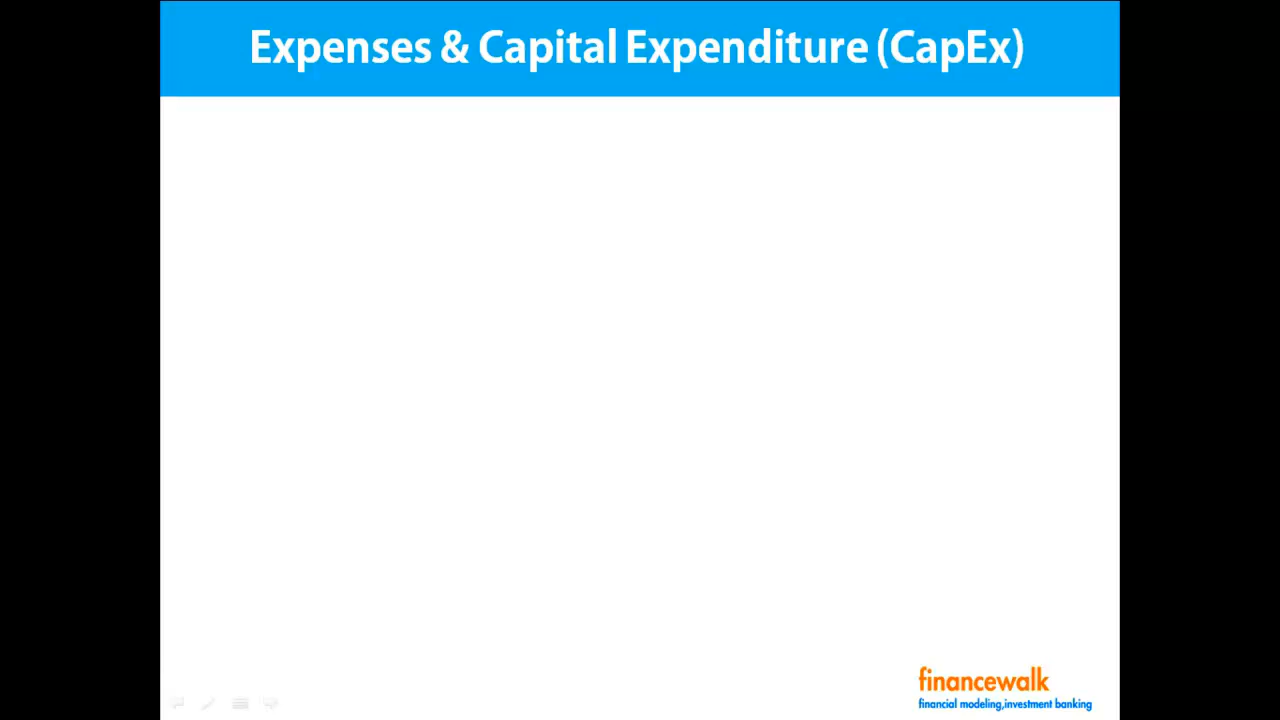 Expenses & Capital Expenditure (CapEx)
financewalk
financial modeling,investment banking